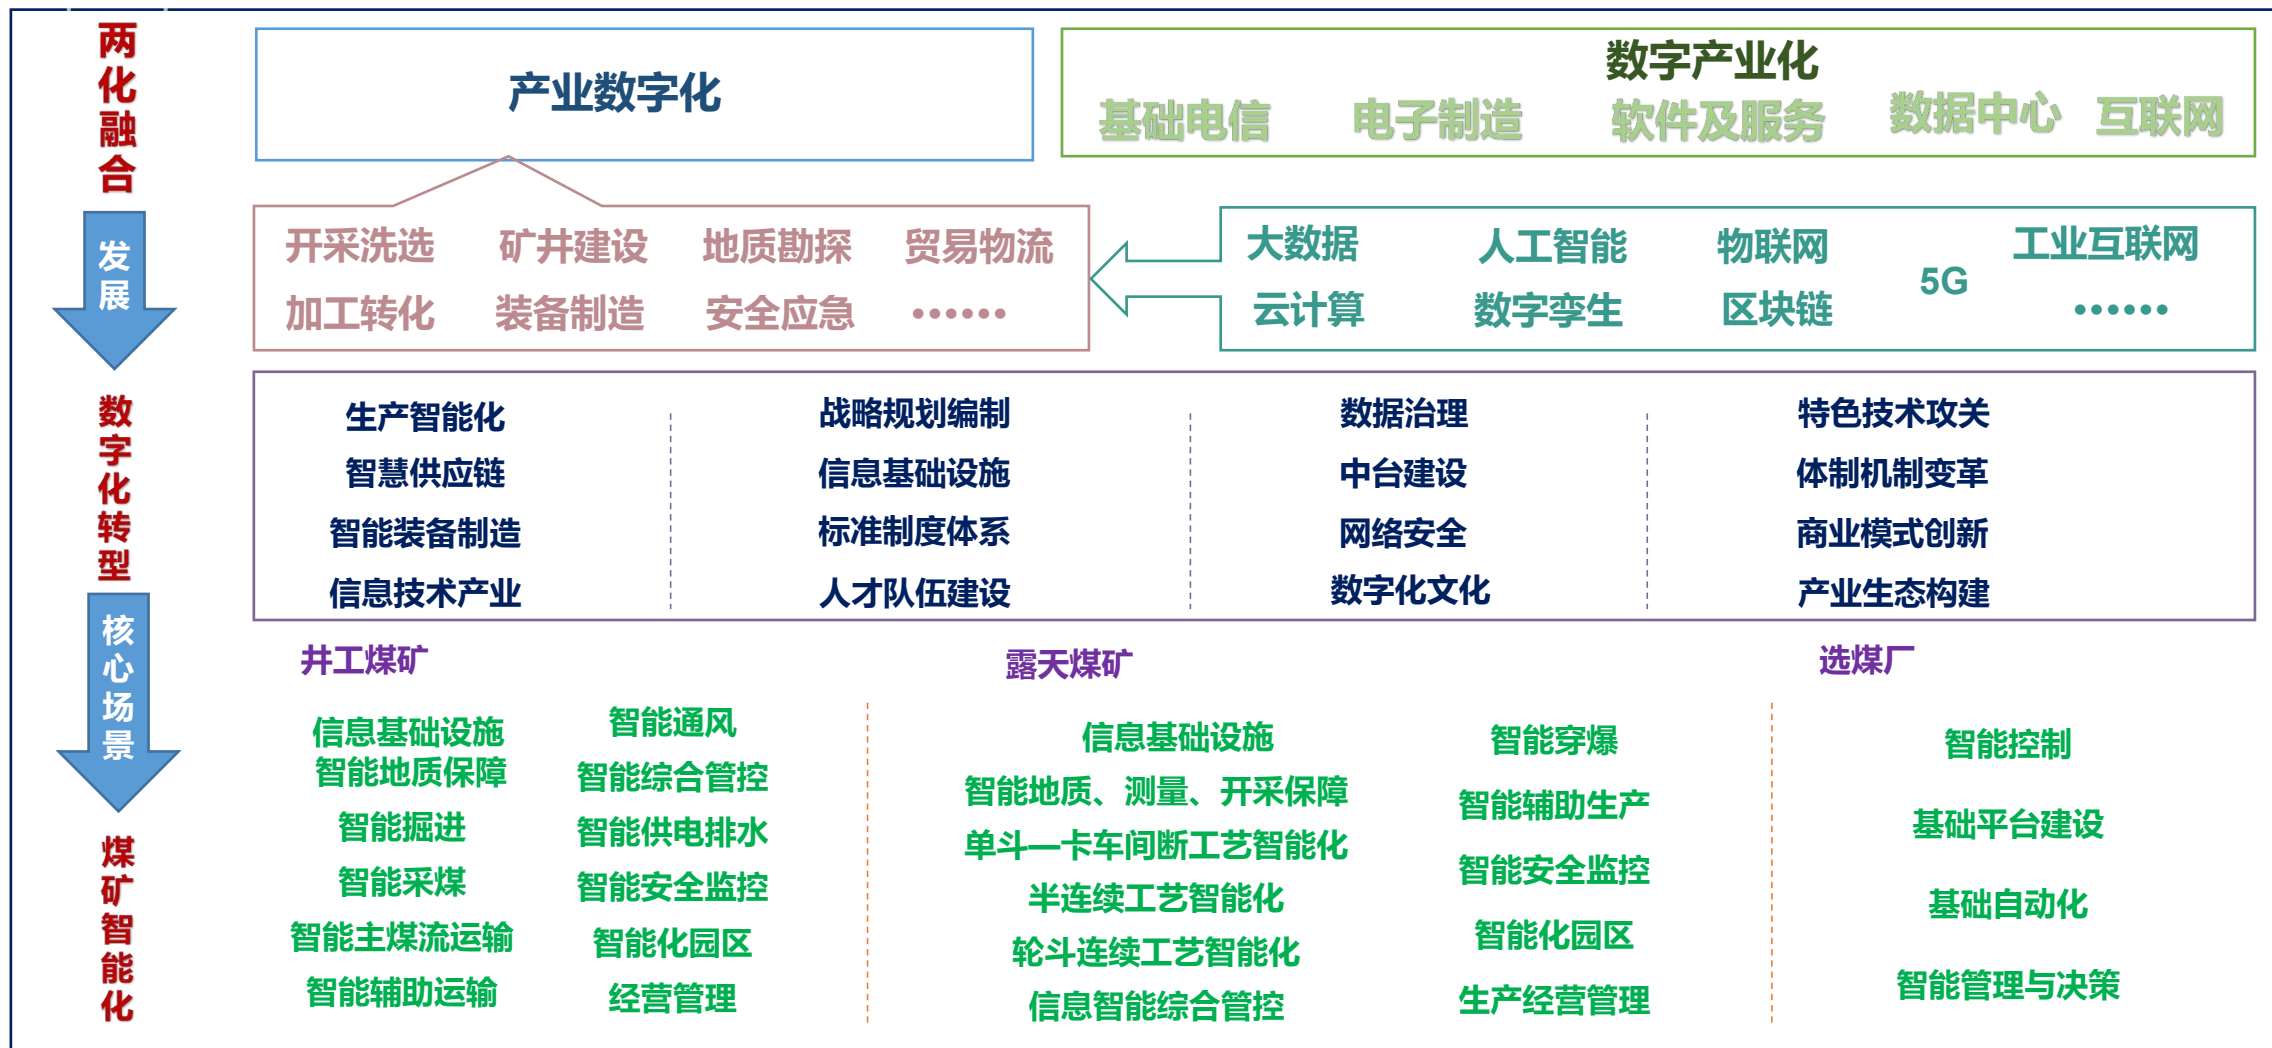 两化融合
发展
数字化转型
核心场景
煤矿智能化
产业数字化
数字产业化
基础电信 电子制造 软件及服务 数据中心 互联网
开采洗选 矿井建设 地质勘探 贸易物流
加工转化 装备制造 安全应急 ……
大数据 人工智能 物联网 5G 工业互联网
云计算 数字孪生 区块链 ……
生产智能化
智慧供应链
智能装备制造
信息技术产业
战略规划编制
信息基础设施
标准制度体系
人才队伍建设
数据治理
中台建设
网络安全
数字化文化
特色技术攻关
体制机制变革
商业模式创新
产业生态构建
井工煤矿
信息基础设施
智能地质保障
智能掘进
智能采煤
智能主煤流运输
智能辅助运输
智能通风
智能综合管控
智能供电排水
智能安全监控
智能化园区
经营管理
露天煤矿
信息基础设施
智能地质、测量、开采保障
单斗—卡车间断工艺智能化
半连续工艺智能化
轮斗连续工艺智能化
信息智能综合管控
智能穿爆
智能辅助生产
智能安全监控
智能化园区
生产经营管理
选煤厂
智能控制
基础平台建设
基础自动化
智能管理与决策